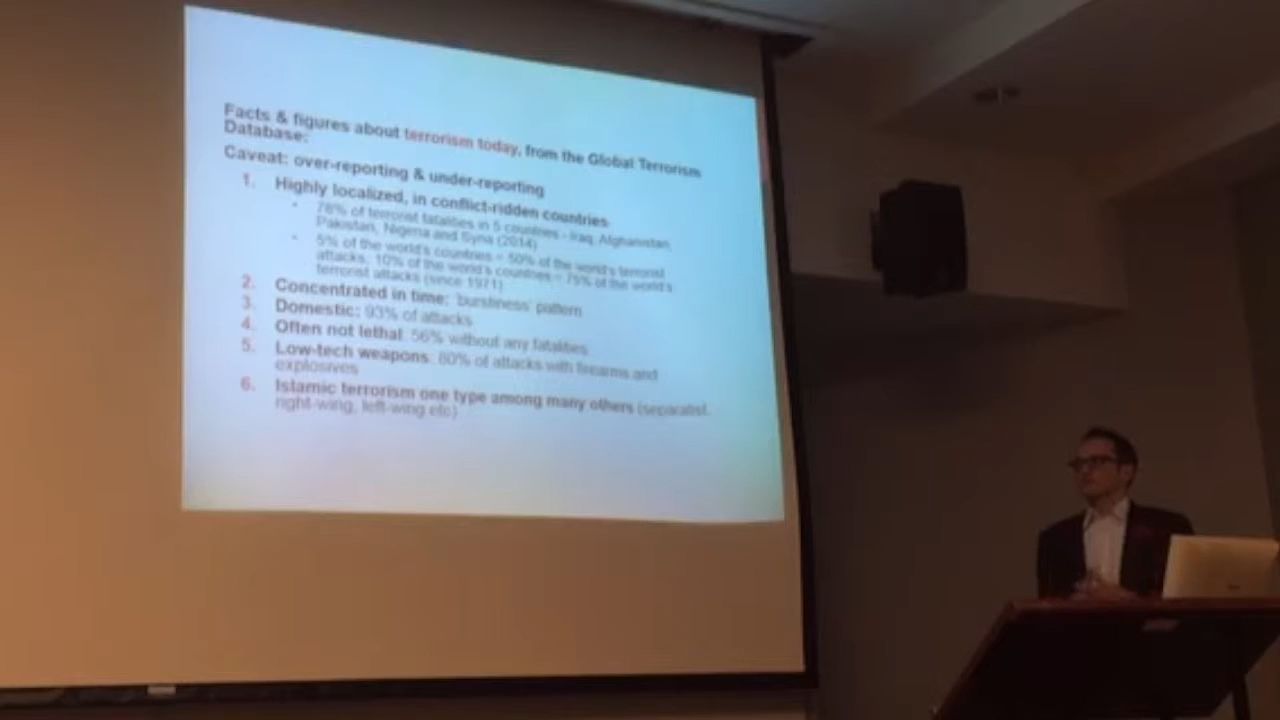 Facts & figures about terrorism today, from the Global Terrorism
Database:
Caveat: over-reporting & under-reporting
1. Highly localized, in conflict-ridden countries:
• 78% of terrorist fatalities in 5 countries - Iraq, Afghanistan,
Pakistan, Nigeria and Syria (2014)
• 5% of the world's countries = 50% of the world's terrorist
attacks; 10% of the world's countries = 75% of the world's
terrorist attacks (since 1971)
2. Concentrated in time: 'burstiness' pattern
3. Domestic: 93% of attacks
4. Often not lethal: 56% without any fatalities
5. Low-tech weapons: 80% of attacks with firearms and
explosives
6. Islamic terrorism one type among many others (separatist,
right-wing, left-wing etc)